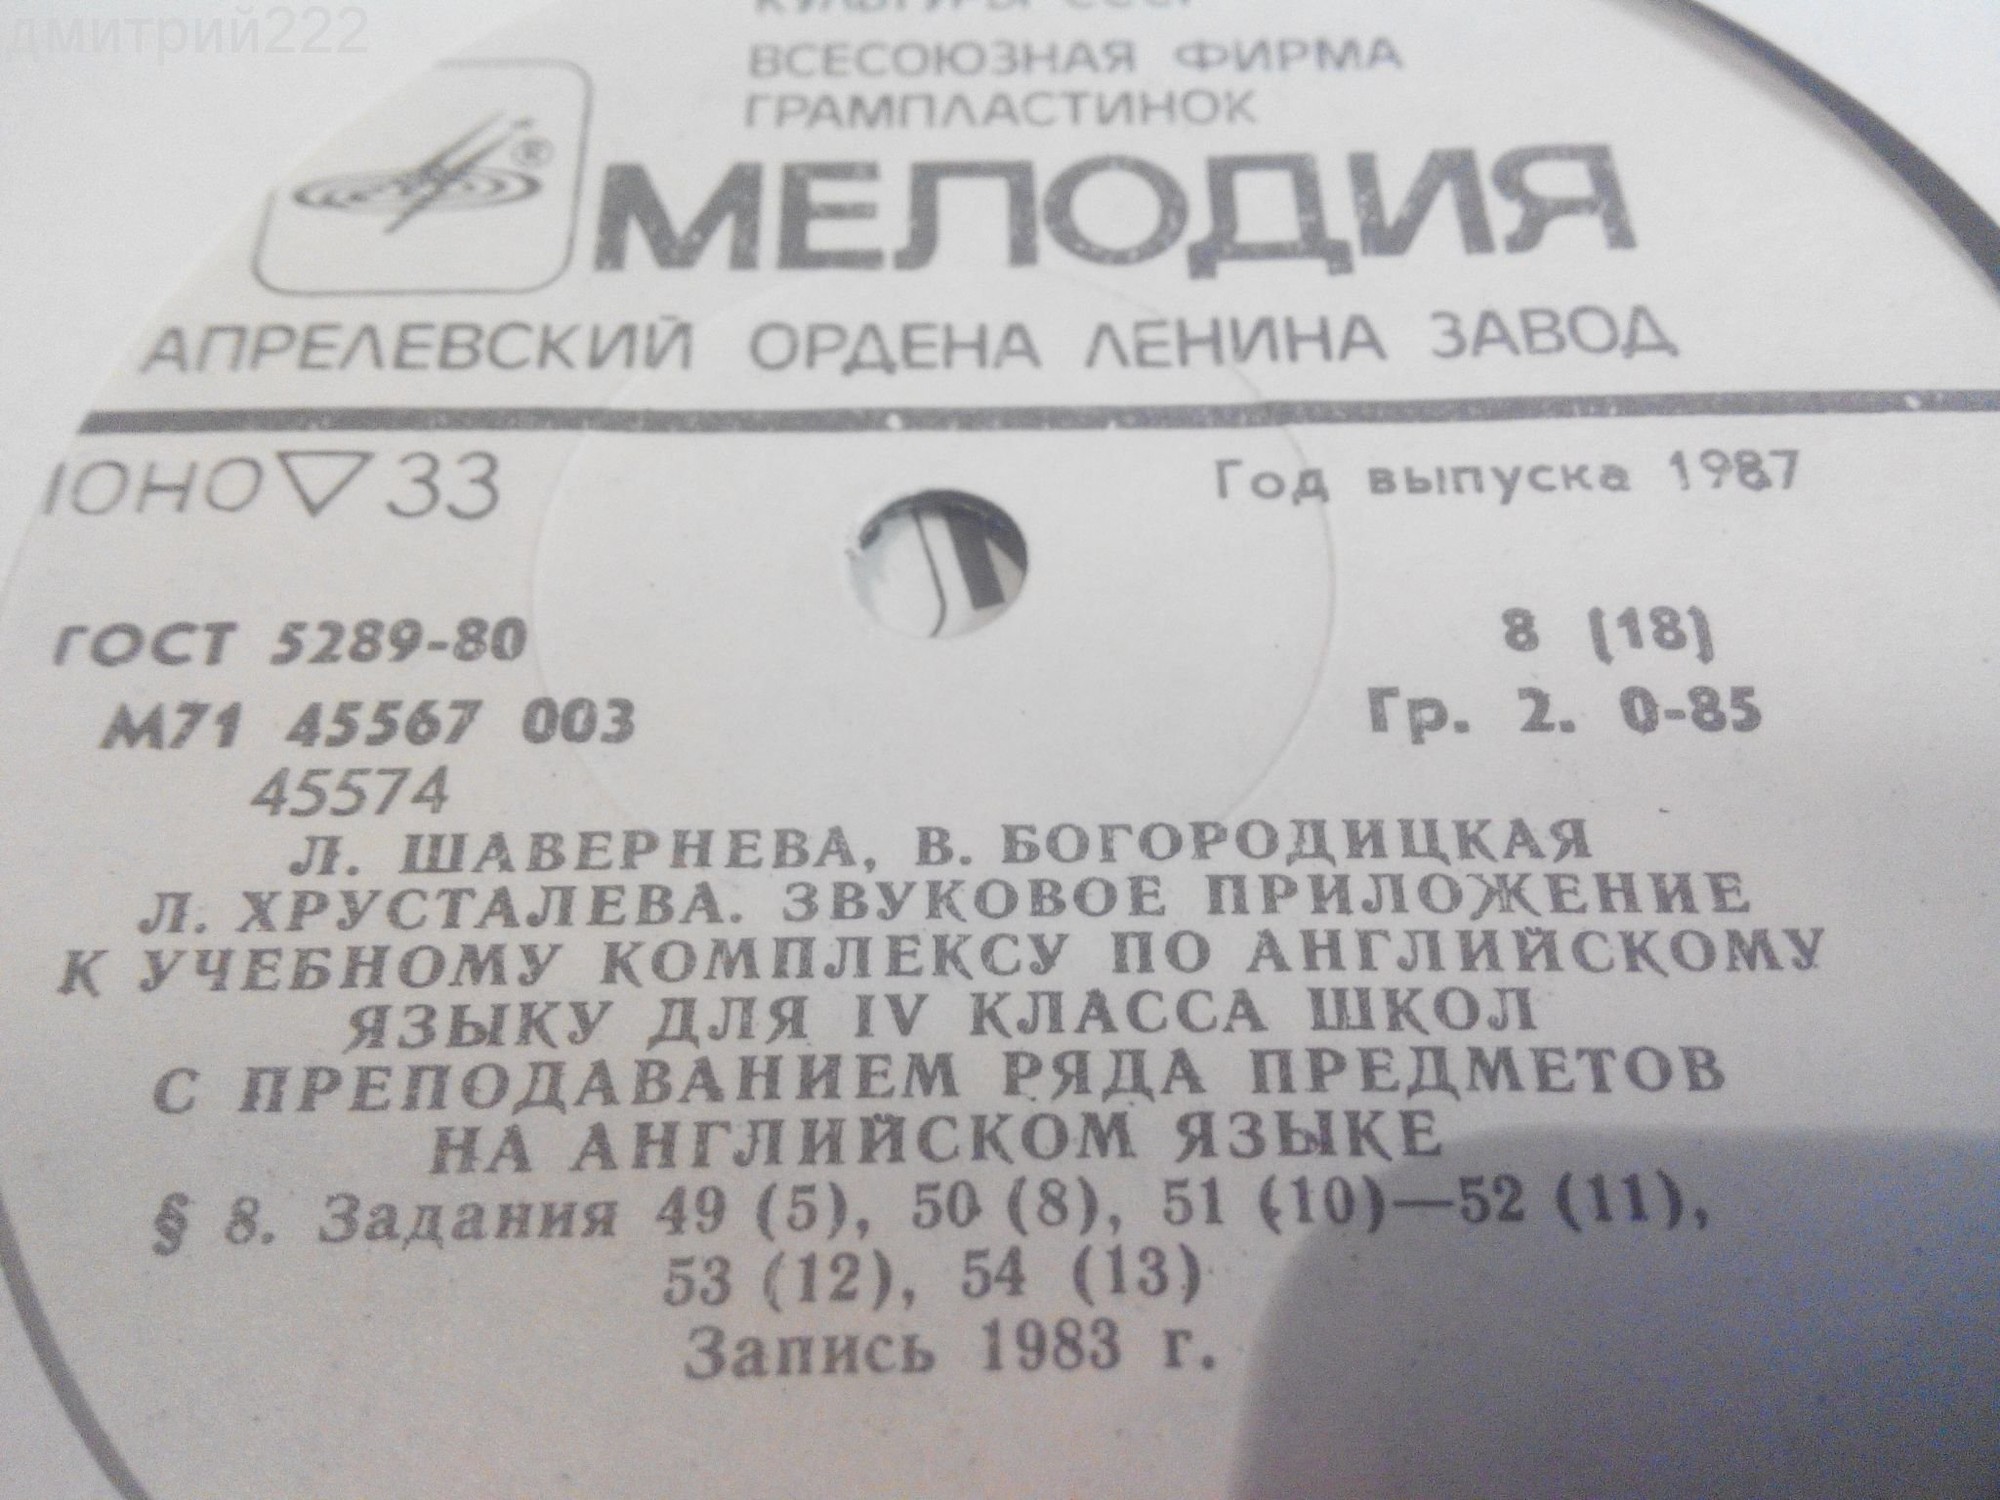 дмитрий222
КУЛЬТУРЫ СССР
ВСЕСОЮЗНАЯ ФИРМА
ГРАМПЛАСТИНОК
®
МЕЛОДИЯ
АПРЕЛЕВСКИЙ ОРДЕНА ЛЕНИНА ЗАВОД
МОНО 33
Год выпуска 1987
ГОСТ 5289-80
8 (18)
М71 45567 003
Гр. 2. 0-85
45574
Л. ШАВЕРНЕВА, В. БОГОРОДИЦКАЯ
Л. ХРУСТАЛЕВА. ЗВУКОВОЕ ПРИЛОЖЕНИЕ
К УЧЕБНОМУ КОМПЛЕКСУ ПО АНГЛИЙСКОМУ
ЯЗЫКУ ДЛЯ IV КЛАССА ШКОЛ
С ПРЕПОДАВАНИЕМ РЯДА ПРЕДМЕТОВ
НА АНГЛИЙСКОМ ЯЗЫКЕ
§ 8. Задания 49 (5), 50 (8), 51 (10)—52 (11),
53 (12), 54 (13)
Запись 1983 г.